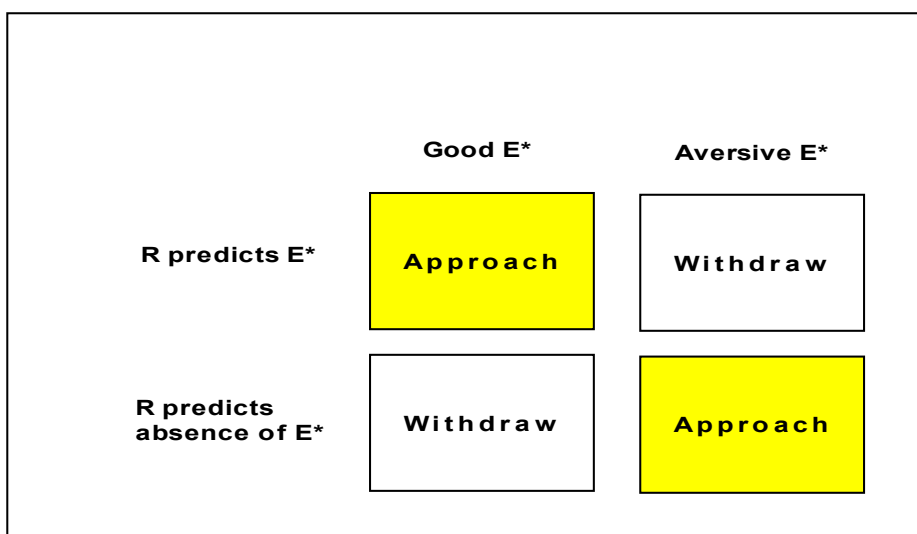 Good E*
Aversive E*
R predicts E*
Approach
Withdraw
R predicts
absence of E*
Withdraw
Approach